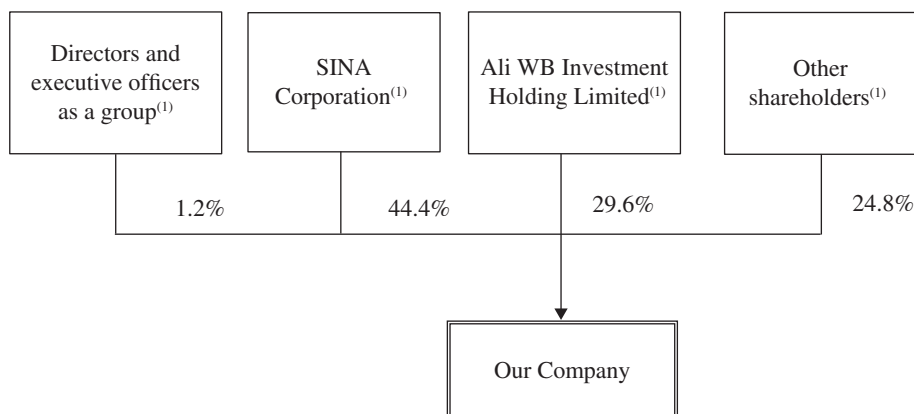 Directors and
executive officers
as a group(1)
SINA
Corporation(1)
Ali WB Investment
Holding Limited(1)
Other
shareholders(1)
1.2%
44.4%
29.6%
24.8%
Our Company